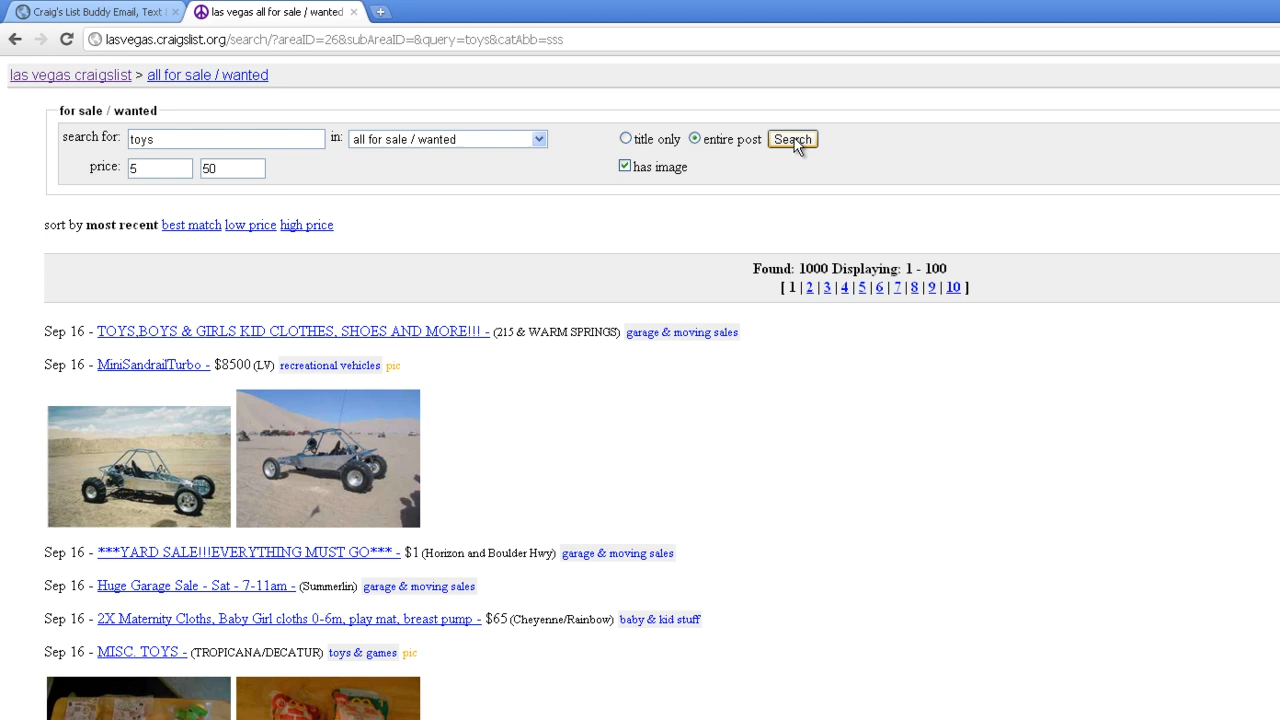 Craig's List Buddy Email, Text
las vegas all for sale / wanted
lasvegas.craigslist.org/search/?areaID=26&subAreaID=&query=toys&catAbb=sss
las vegas craigslist > all for sale / wanted
for sale / wanted
search for: toys in: all for sale / wanted title only entire post Search
price: 5 50 has image
sort by most recent best match low price high price
Found: 1000 Displaying: 1 - 100
[ 1 | 2 | 3 | 4 | 5 | 6 | 7 | 8 | 9 | 10 ]
Sep 16 - TOYS,BOYS & GIRLS KID CLOTHES, SHOES AND MORE!!! - (215 & WARM SPRINGS) garage & moving sales
Sep 16 - MiniSandrailTurbo - $8500 (LV) recreational vehicles pic
Sep 16 - ***YARD SALE!!!EVERYTHING MUST GO*** - $1 (Horizon and Boulder Hwy) garage & moving sales
Sep 16 - Huge Garage Sale - Sat - 7-11am - (Summerlin) garage & moving sales
Sep 16 - 2X Maternity Cloths, Baby Girl cloths 0-6m, play mat, breast pump - $65 (Cheyenne/Rainbow) baby & kid stuff
Sep 16 - MISC. TOYS - (TROPICANA/DECATUR) toys & games pic